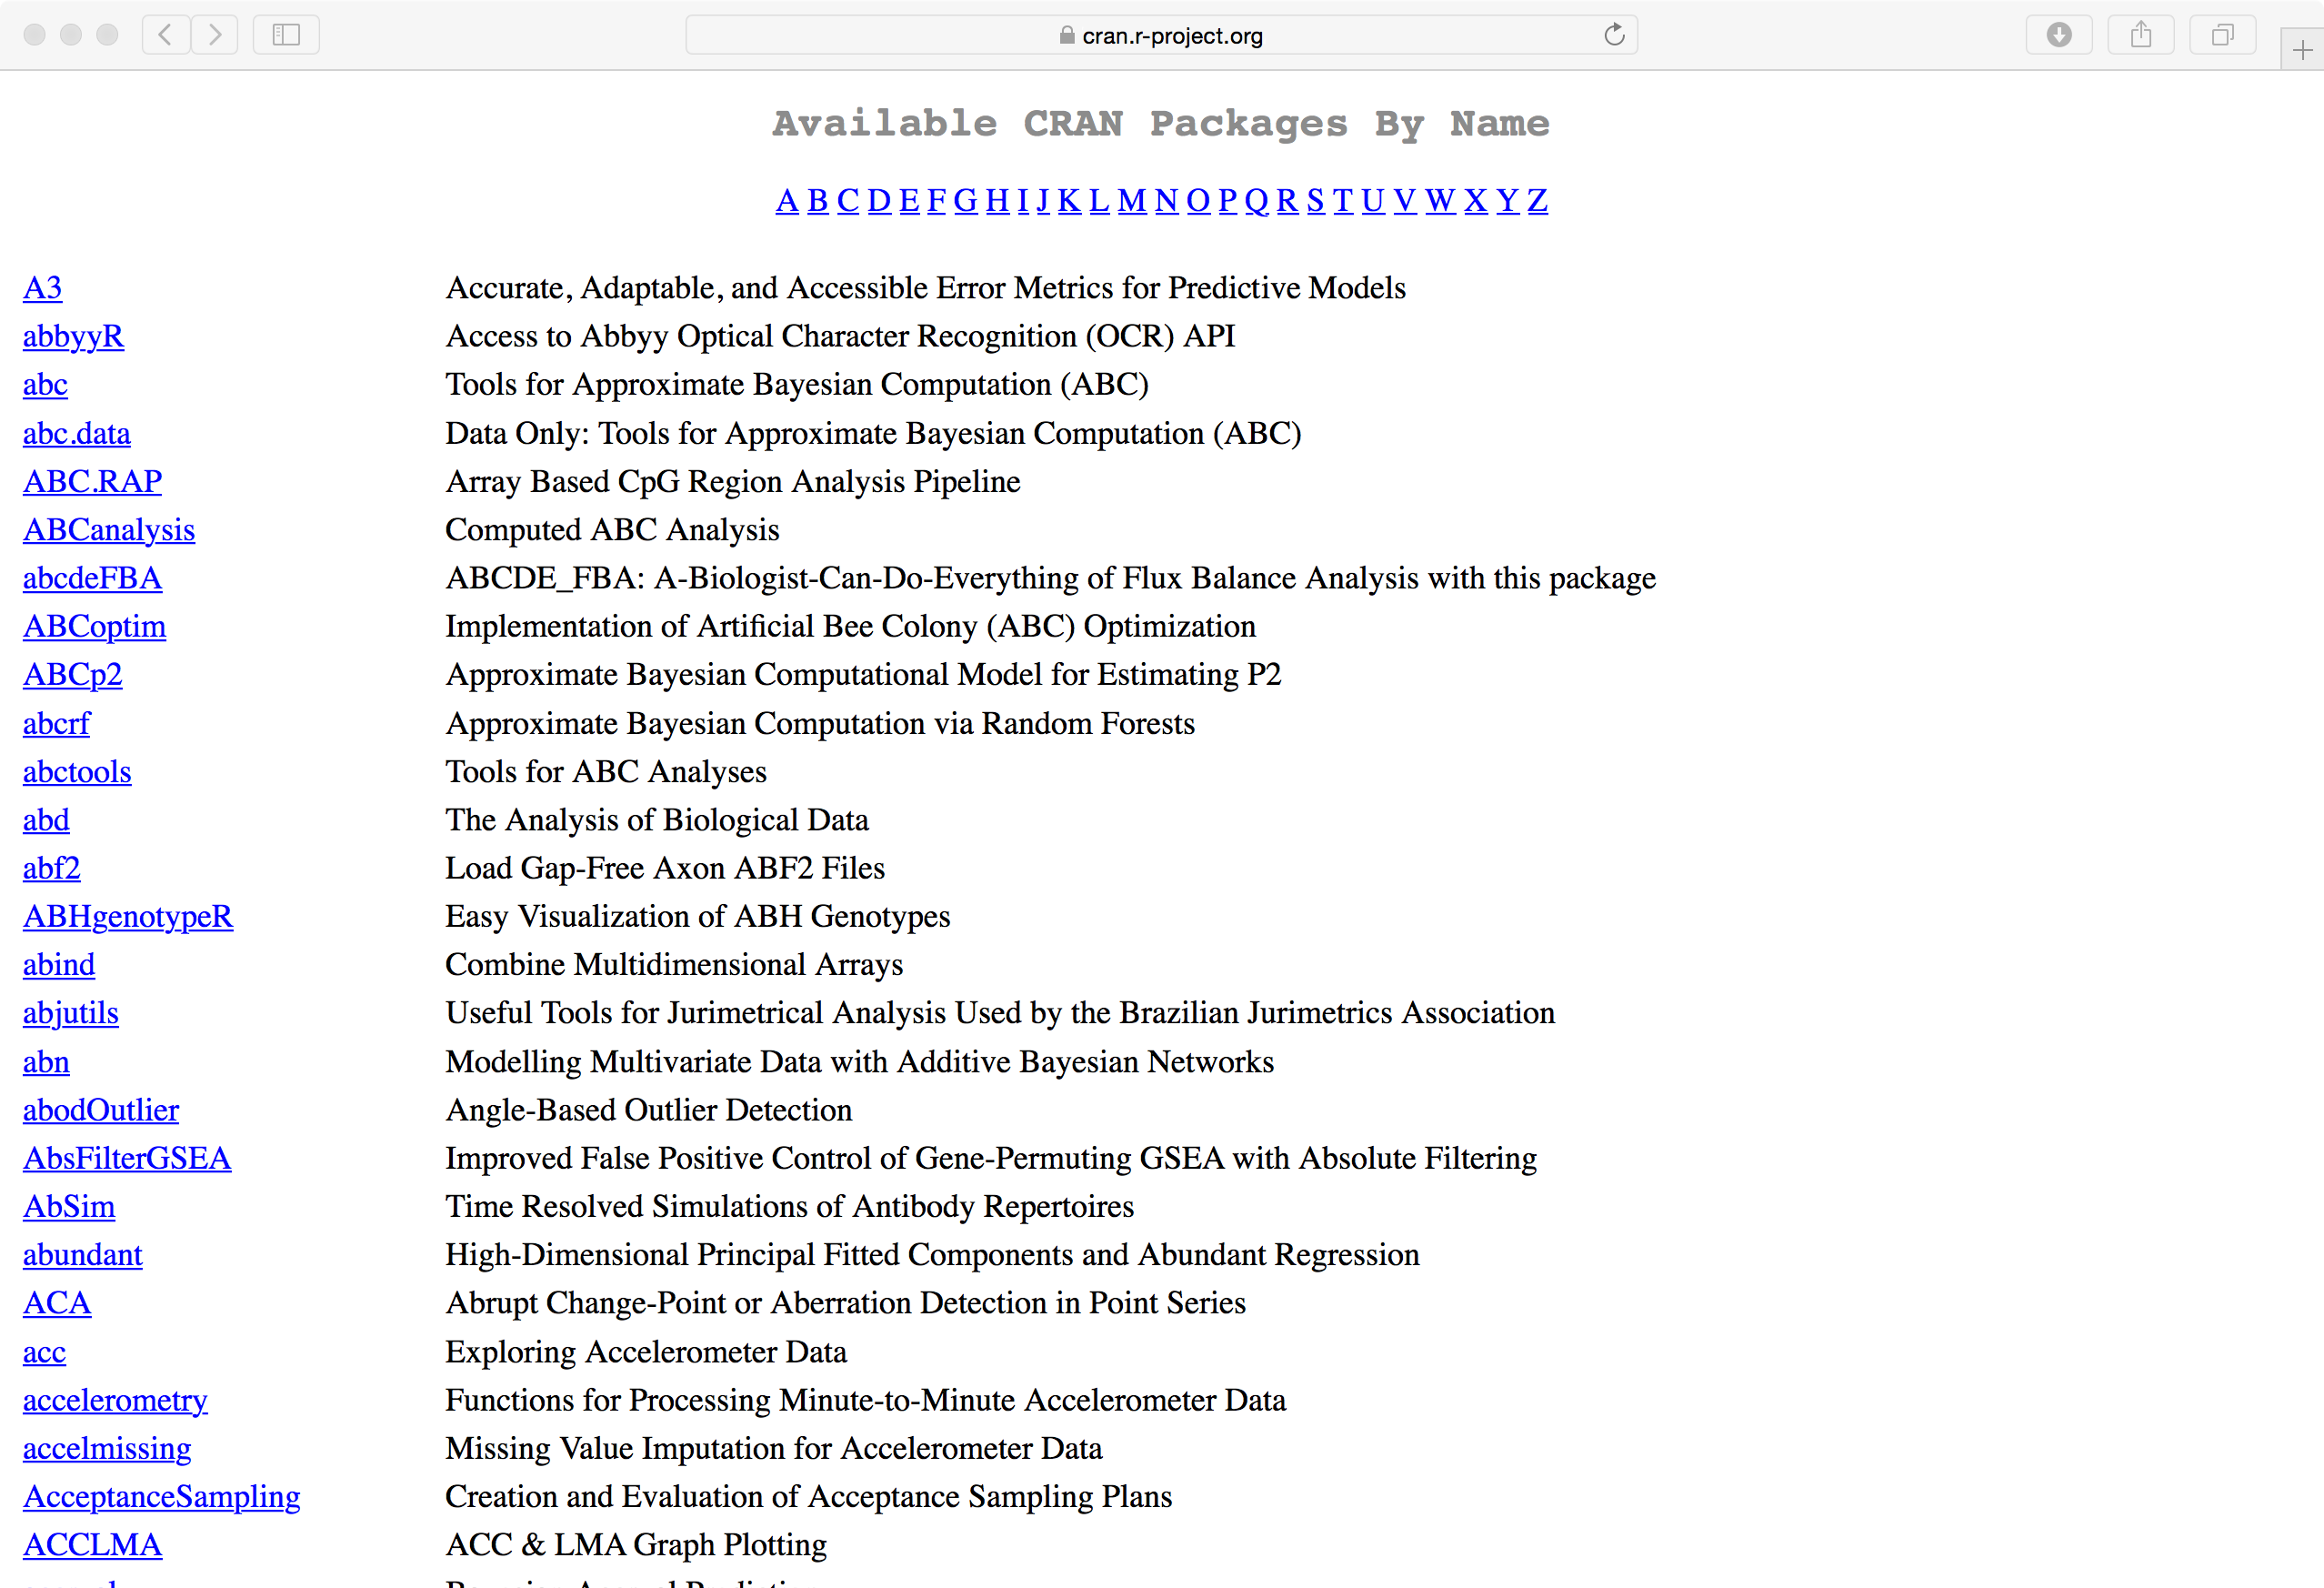 cran.r-project.org
Available CRAN Packages By Name
A B C D E F G H I J K L M N O P Q R S T U V W X Y Z
A3 Accurate, Adaptable, and Accessible Error Metrics for Predictive Models
abbyyR Access to Abbyy Optical Character Recognition (OCR) API
abc Tools for Approximate Bayesian Computation (ABC)
abc.data Data Only: Tools for Approximate Bayesian Computation (ABC)
ABC.RAP Array Based CpG Region Analysis Pipeline
ABCanalysis Computed ABC Analysis
abcdeFBA ABCDE_FBA: A-Biologist-Can-Do-Everything of Flux Balance Analysis with this package
ABCoptim Implementation of Artificial Bee Colony (ABC) Optimization
ABCp2 Approximate Bayesian Computational Model for Estimating P2
abcrf Approximate Bayesian Computation via Random Forests
abctools Tools for ABC Analyses
abd The Analysis of Biological Data
abf2 Load Gap-Free Axon ABF2 Files
ABHgenotypeR Easy Visualization of ABH Genotypes
abind Combine Multidimensional Arrays
abjutils Useful Tools for Jurimetrical Analysis Used by the Brazilian Jurimetrics Association
abn Modelling Multivariate Data with Additive Bayesian Networks
abodOutlier Angle-Based Outlier Detection
AbsFilterGSEA Improved False Positive Control of Gene-Permuting GSEA with Absolute Filtering
AbSim Time Resolved Simulations of Antibody Repertoires
abundant High-Dimensional Principal Fitted Components and Abundant Regression
ACA Abrupt Change-Point or Aberration Detection in Point Series
acc Exploring Accelerometer Data
accelerometry Functions for Processing Minute-to-Minute Accelerometer Data
accelmissing Missing Value Imputation for Accelerometer Data
AcceptanceSampling Creation and Evaluation of Acceptance Sampling Plans
ACCLMA ACC & LMA Graph Plotting